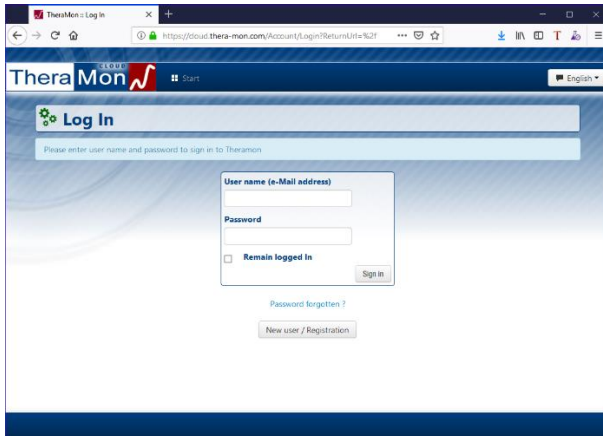 TheraMon :: Log In
https://cloud.thera-mon.com/Account/Login?ReturnUrl=%2f
CLOUD
TheraMon
Start
English
Log In
Please enter user name and password to sign in to Theramon
User name (e-Mail address)
Password
Remain logged in
Sign in
Password forgotten ?
New user / Registration